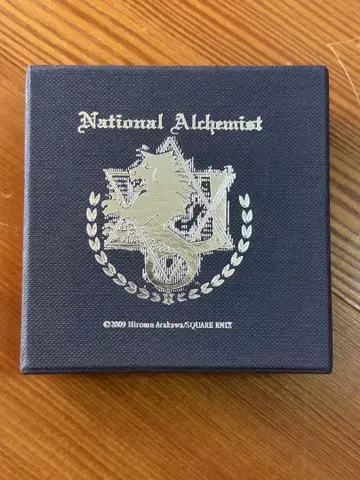 National Alchemist
©2009 Hiromu Arakawa/SQUARE ENIX